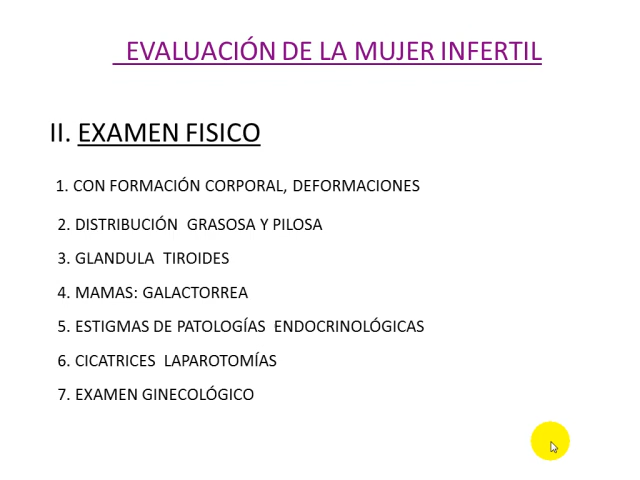 EVALUACIÓN DE LA MUJER INFERTIL
II. EXAMEN FISICO
1. CON FORMACIÓN CORPORAL, DEFORMACIONES
2. DISTRIBUCIÓN GRASOSA Y PILOSA
3. GLANDULA TIROIDES
4. MAMAS: GALACTORREA
5. ESTIGMAS DE PATOLOGÍAS ENDOCRINOLÓGICAS
6. CICATRICES LAPAROTOMÍAS
7. EXAMEN GINECOLÓGICO